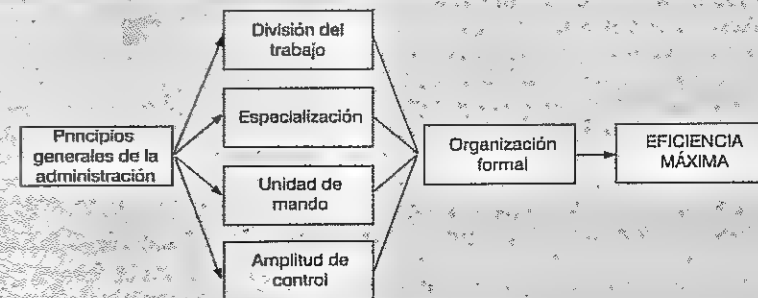 División del
trabajo
Especialización
Principios
generales de la
administración
Organización
formal
EFICIENCIA
MÁXIMA
Unidad de
mando
Amplitud de
control